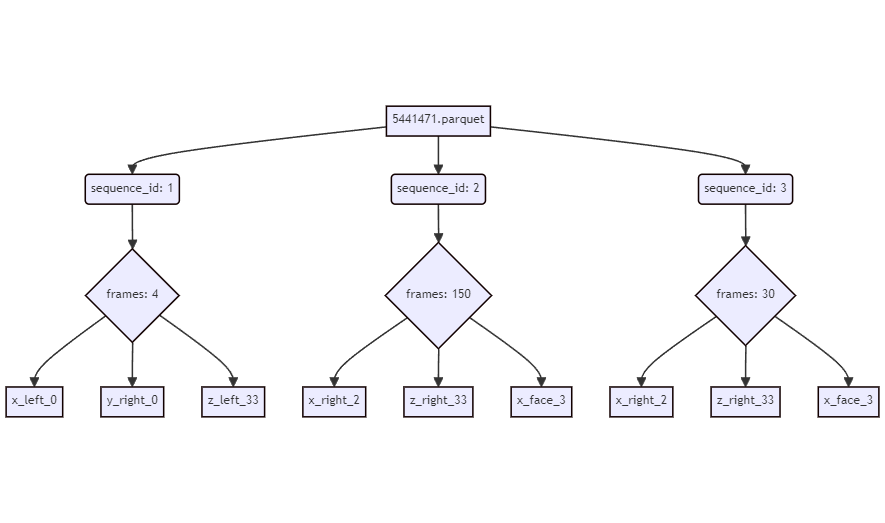 5441471.parquet
sequence_id: 1
sequence_id: 2
sequence_id: 3
frames: 4
frames: 150
frames: 30
x_left_0
y_right_0
z_left_33
x_right_2
z_right_33
x_face_3
x_right_2
z_right_33
x_face_3